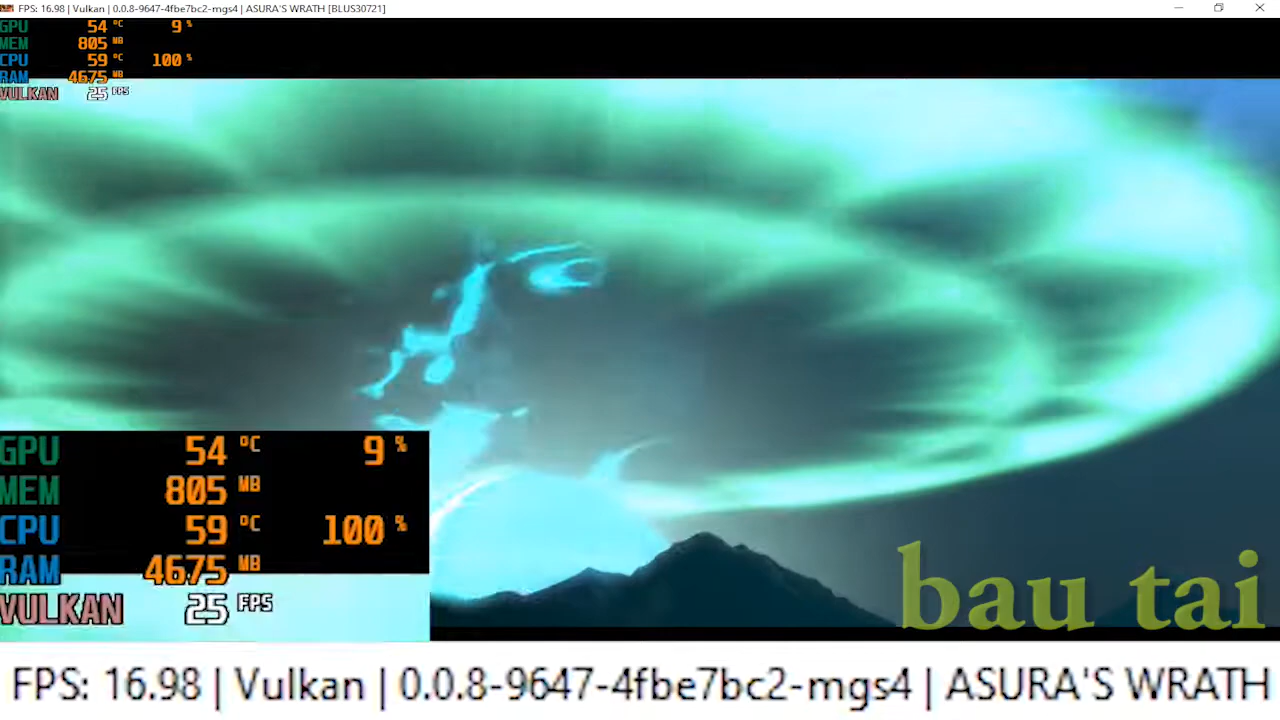 FPS: 16.98 | Vulkan | 0.0.8-9647-4fbe7bc2-mgs4 | ASURA'S WRATH [BLUS30721]
GPU 54 °C 9 %
MEM 805 MB
CPU 59 °C 100 %
RAM 4675 MB
VULKAN 25 FPS
GPU 54 °C 9 %
MEM 805 MB
CPU 59 °C 100 %
RAM 4675 MB
VULKAN 25 FPS
bau tai
FPS: 16.98 | Vulkan | 0.0.8-9647-4fbe7bc2-mgs4 | ASURA'S WRATH